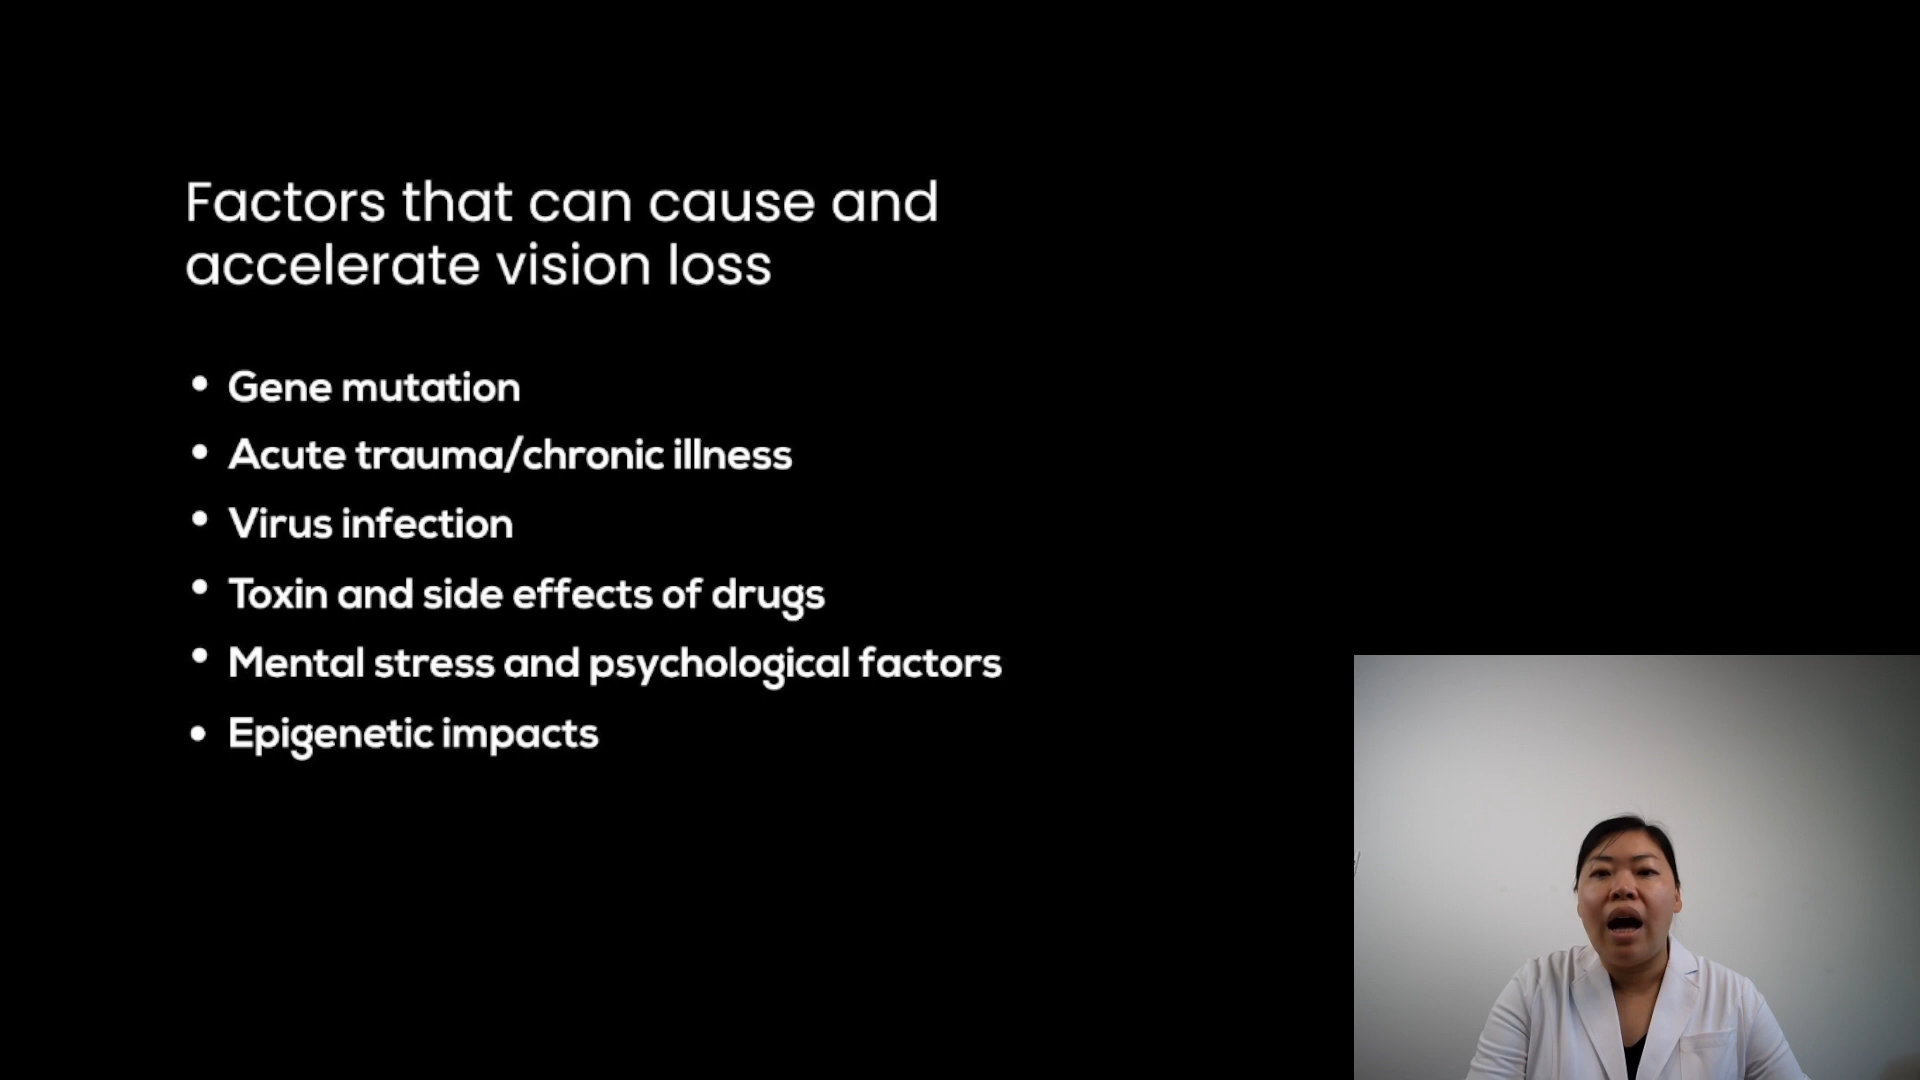 Factors that can cause and
accelerate vision loss
• Gene mutation
• Acute trauma/chronic illness
• Virus infection
• Toxin and side effects of drugs
• Mental stress and psychological factors
• Epigenetic impacts